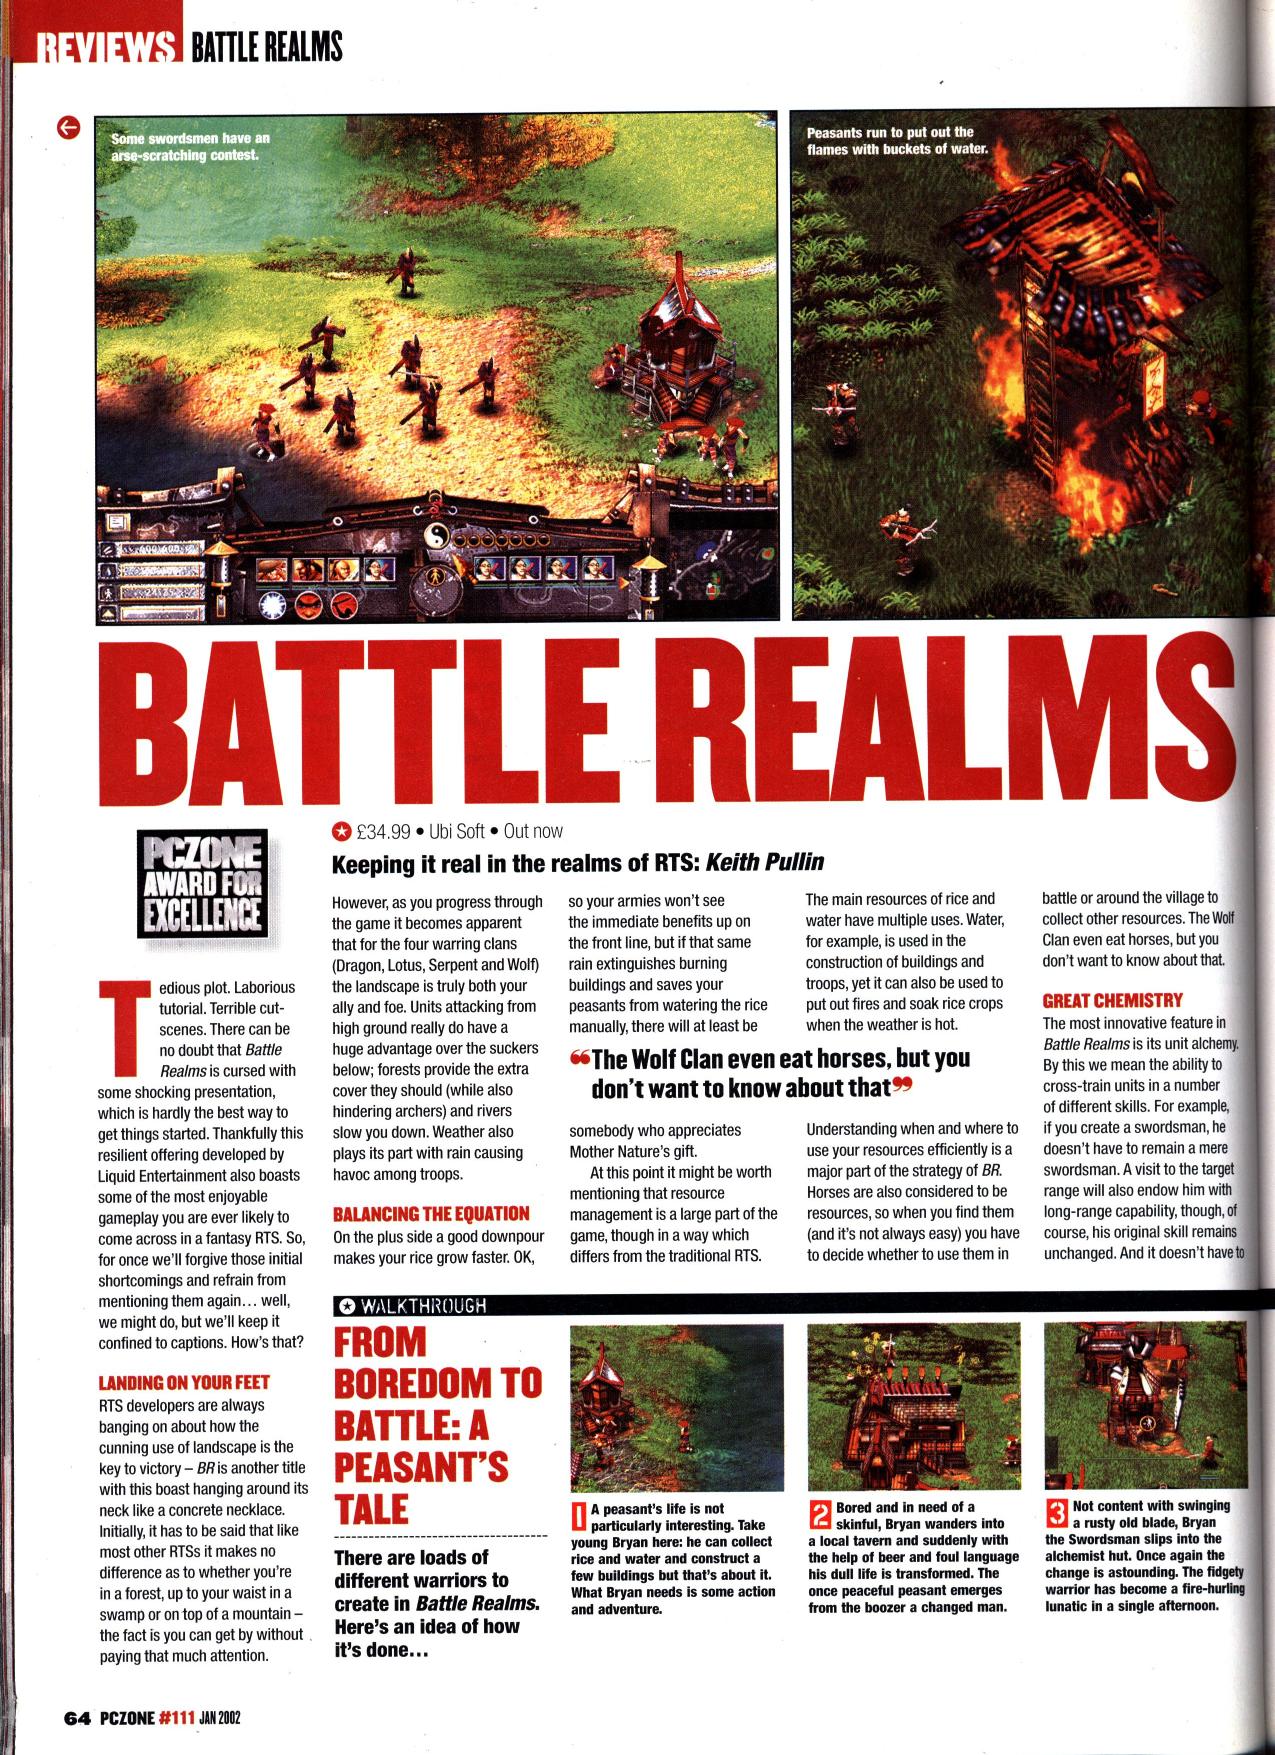 REVIEWS BATTLE REALMS
Some swordsmen have an
arse-scratching contest.
Peasants run to put out the
flames with buckets of water.
BATTLE REALMS
PCZONE
AWARD FOR
EXCELLENCE
£34.99 • Ubi Soft • Out now
Keeping it real in the realms of RTS: Keith Pullin
Tedious plot. Laborious
tutorial. Terrible cut-
scenes. There can be
no doubt that Battle
Realms is cursed with
some shocking presentation,
which is hardly the best way to
get things started. Thankfully this
resilient offering developed by
Liquid Entertainment also boasts
some of the most enjoyable
gameplay you are ever likely to
come across in a fantasy RTS. So,
for once we'll forgive those initial
shortcomings and refrain from
mentioning them again... well,
we might do, but we'll keep it
confined to captions. How's that?
LANDING ON YOUR FEET
RTS developers are always
banging on about how the
cunning use of landscape is the
key to victory – BR is another title
with this boast hanging around its
neck like a concrete necklace.
Initially, it has to be said that like
most other RTSs it makes no
difference as to whether you're
in a forest, up to your waist in a
swamp or on top of a mountain –
the fact is you can get by without
paying that much attention.
However, as you progress through
the game it becomes apparent
that for the four warring clans
(Dragon, Lotus, Serpent and Wolf)
the landscape is truly both your
ally and foe. Units attacking from
high ground really do have a
huge advantage over the suckers
below; forests provide the extra
cover they should (while also
hindering archers) and rivers
slow you down. Weather also
plays its part with rain causing
havoc among troops.
BALANCING THE EQUATION
On the plus side a good downpour
makes your rice grow faster. OK,
so your armies won't see
the immediate benefits up on
the front line, but if that same
rain extinguishes burning
buildings and saves your
peasants from watering the rice
manually, there will at least be
somebody who appreciates
Mother Nature's gift.
At this point it might be worth
mentioning that resource
management is a large part of the
game, though in a way which
differs from the traditional RTS.
The main resources of rice and
water have multiple uses. Water,
for example, is used in the
construction of buildings and
troops, yet it can also be used to
put out fires and soak rice crops
when the weather is hot.
“The Wolf Clan even eat horses, but you
don't want to know about that”
Understanding when and where to
use your resources efficiently is a
major part of the strategy of BR.
Horses are also considered to be
resources, so when you find them
(and it's not always easy) you have
to decide whether to use them in
battle or around the village to
collect other resources. The Wolf
Clan even eat horses, but you
don't want to know about that.
GREAT CHEMISTRY
The most innovative feature in
Battle Realms is its unit alchemy.
By this we mean the ability to
cross-train units in a number
of different skills. For example,
if you create a swordsman, he
doesn't have to remain a mere
swordsman. A visit to the target
range will also endow him with
long-range capability, though, of
course, his original skill remains
unchanged. And it doesn't have to
WALKTHROUGH
FROM
BOREDOM TO
BATTLE: A
PEASANT'S
TALE
There are loads of
different warriors to
create in Battle Realms.
Here's an idea of how
it's done...
1 A peasant's life is not
particularly interesting. Take
young Bryan here: he can collect
rice and water and construct a
few buildings but that's about it.
What Bryan needs is some action
and adventure.
2 Bored and in need of a
skinful, Bryan wanders into
a local tavern and suddenly with
the help of beer and foul language
his dull life is transformed. The
once peaceful peasant emerges
from the boozer a changed man.
3 Not content with swinging
a rusty old blade, Bryan
the Swordsman slips into the
alchemist hut. Once again the
change is astounding. The fidgety
warrior has become a fire-hurling
lunatic in a single afternoon.
64 PCZONE #111 JAN 2002